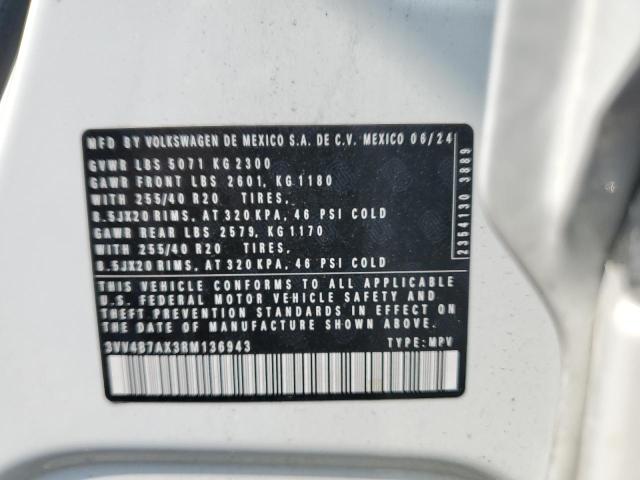 MFD BY VOLKSWAGEN DE MEXICO S.A. DE C.V. MEXICO 06/24
GVWR LBS 5071 KG 2300
GAWR FRONT LBS 2601, KG 1180
WITH 255/40 R20 TIRES,
8.5JX20 RIMS, AT 320 KPA, 46 PSI COLD
GAWR REAR LBS 2579, KG 1170
WITH 255/40 R20 TIRES,
8.5JX20 RIMS, AT 320 KPA, 46 PSI COLD
THIS VEHICLE CONFORMS TO ALL APPLICABLE
U.S. FEDERAL MOTOR VEHICLE SAFETY AND
THEFT PREVENTION STANDARDS IN EFFECT ON
THE DATE OF MANUFACTURE SHOWN ABOVE
3VV4B7AX3RM136943 TYPE: MPV
2354130 3889